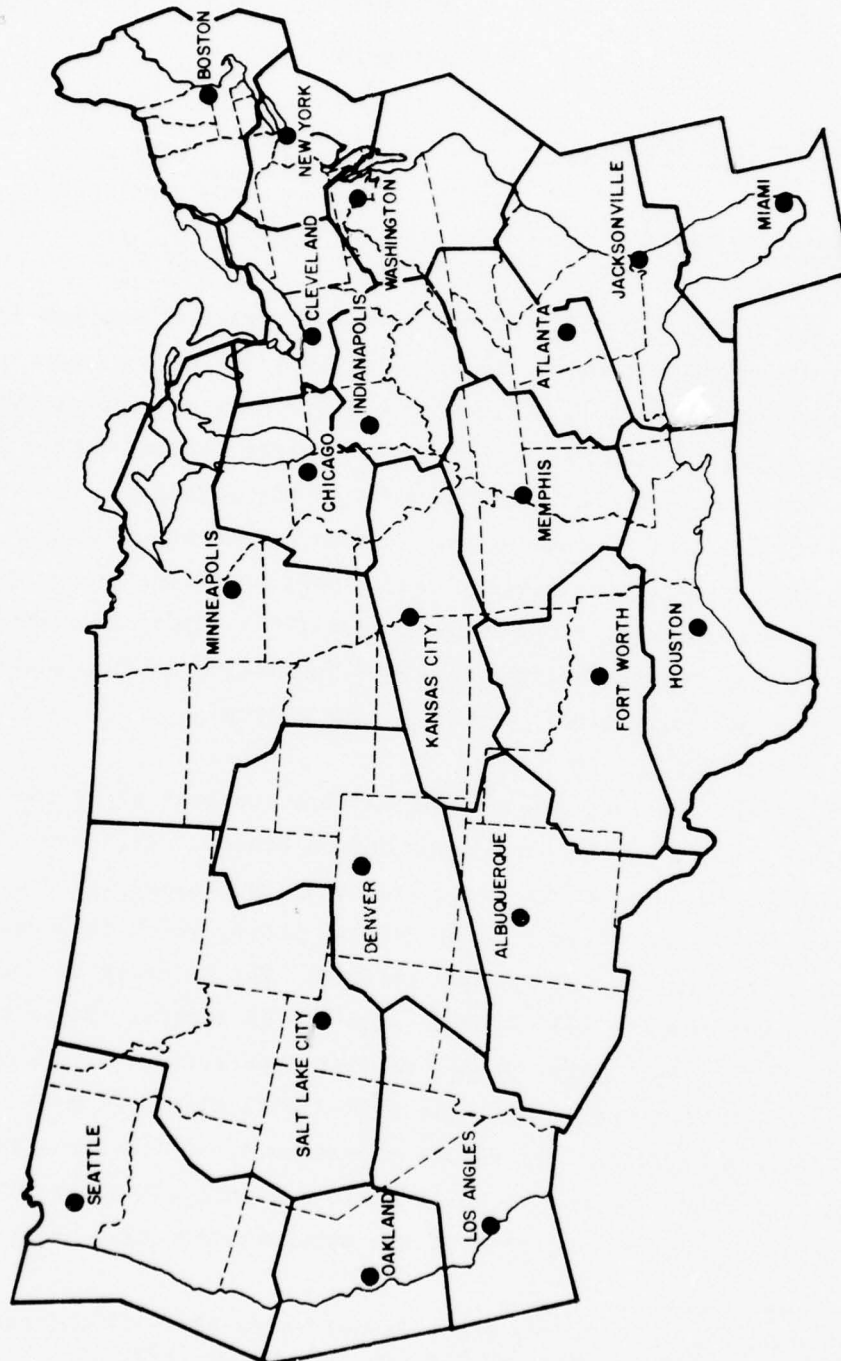 SEATTLE
OAKLAND
LOS ANGLES
SALT LAKE CITY
DENVER
ALBUQUERQUE
MINNEAPOLIS
KANSAS CITY
FORT WORTH
HOUSTON
CHICAGO
MEMPHIS
INDIANAPOLIS
CLEVELAND
ATLANTA
JACKSONVILLE
MIAMI
WASHINGTON
NEW YORK
BOSTON